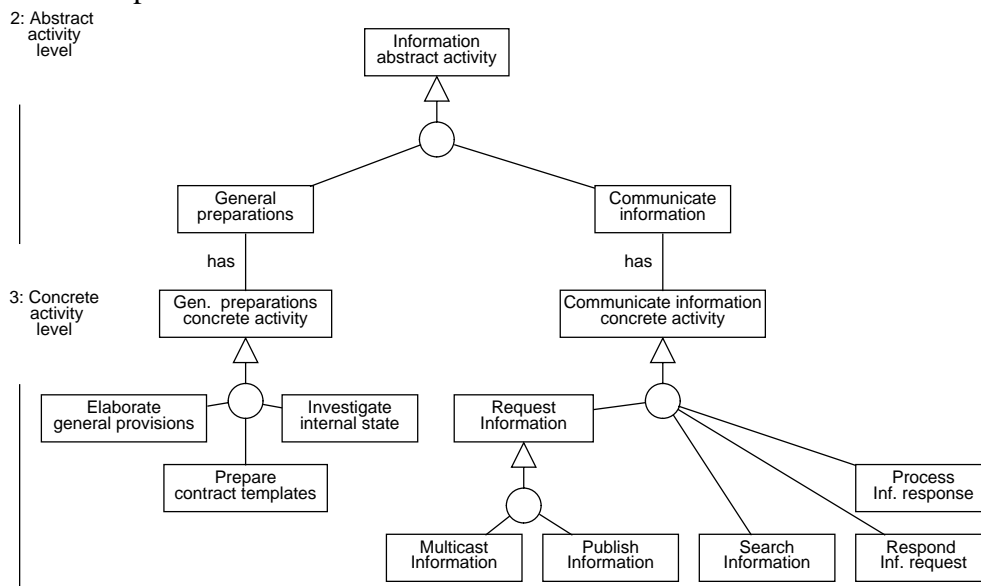 2: Abstract
activity
level
Information
abstract activity
General
preparations
Communicate
information
has
has
3: Concrete
activity
level
Gen. preparations
concrete activity
Communicate information
concrete activity
Elaborate
general provisions
Investigate
internal state
Request
Information
Prepare
contract templates
Process
Inf. response
Multicast
Information
Publish
Information
Search
Information
Respond
Inf. request